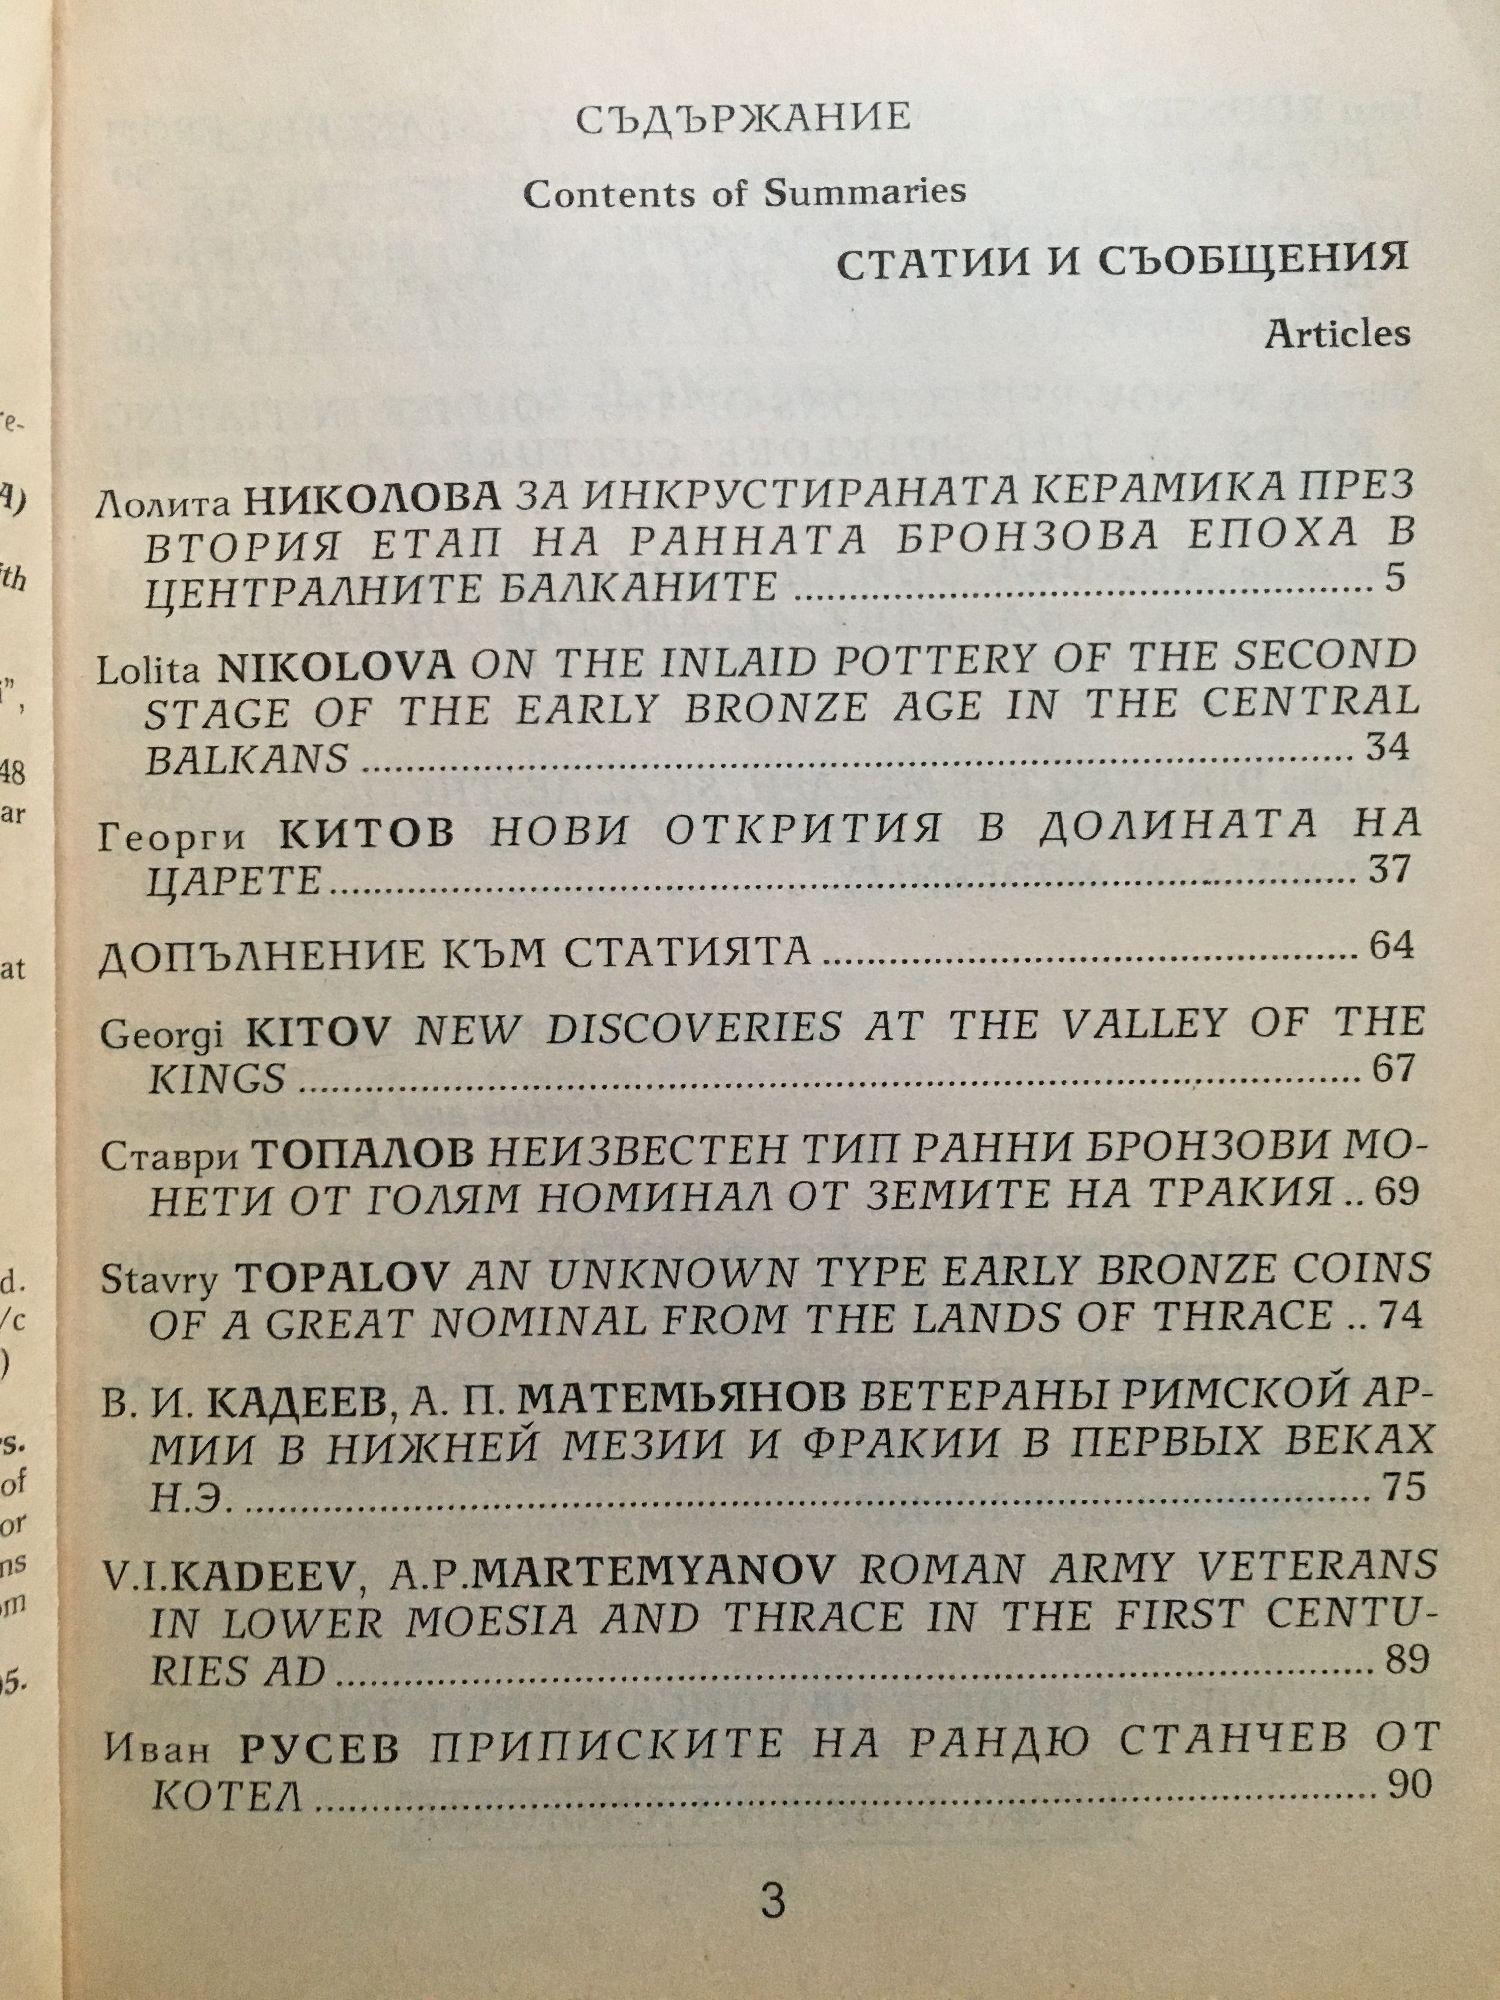 СЪДЪРЖАНИЕ
Contents of Summaries
СТАТИИ И СЪОБЩЕНИЯ
Articles
Лолита НИКОЛОВА ЗА ИНКРУСТИРАНАТА КЕРАМИКА ПРЕЗ
ВТОРИЯ ЕТАП НА РАННАТА БРОНЗОВА ЕПОХА В
ЦЕНТРАЛНИТЕ БАЛКАНИТЕ ........ 5
Lolita NIKOLOVA ON THE INLAID POTTERY OF THE SECOND
STAGE OF THE EARLY BRONZE AGE IN THE CENTRAL
BALKANS ........ 34
Георги КИТОВ НОВИ ОТКРИТИЯ В ДОЛИНАТА НА
ЦАРЕТЕ ........ 37
ДОПЪЛНЕНИЕ КЪМ СТАТИЯТА ........ 64
Georgi KITOV NEW DISCOVERIES AT THE VALLEY OF THE
KINGS ........ 67
Ставри ТОПАЛОВ НЕИЗВЕСТЕН ТИП РАННИ БРОНЗОВИ МО-
НЕТИ ОТ ГОЛЯМ НОМИНАЛ ОТ ЗЕМИТЕ НА ТРАКИЯ .. 69
Stavry TOPALOV AN UNKNOWN TYPE EARLY BRONZE COINS
OF A GREAT NOMINAL FROM THE LANDS OF THRACE .. 74
В. И. КАДЕЕВ, А. П. МАТЕМЬЯНОВ ВЕТЕРАНЫ РИМСКОЙ АР-
МИИ В НИЖНЕЙ МЕЗИИ И ФРАКИИ В ПЕРВЫХ ВЕКАХ
Н.Э. ........ 75
V.I.KADEEV, A.P.MARTEMYANOV ROMAN ARMY VETERANS
IN LOWER MOESIA AND THRACE IN THE FIRST CENTU-
RIES AD ........ 89
Иван РУСЕВ ПРИПИСКИТЕ НА РАНДЮ СТАНЧЕВ ОТ
КОТЕЛ ........ 90
3